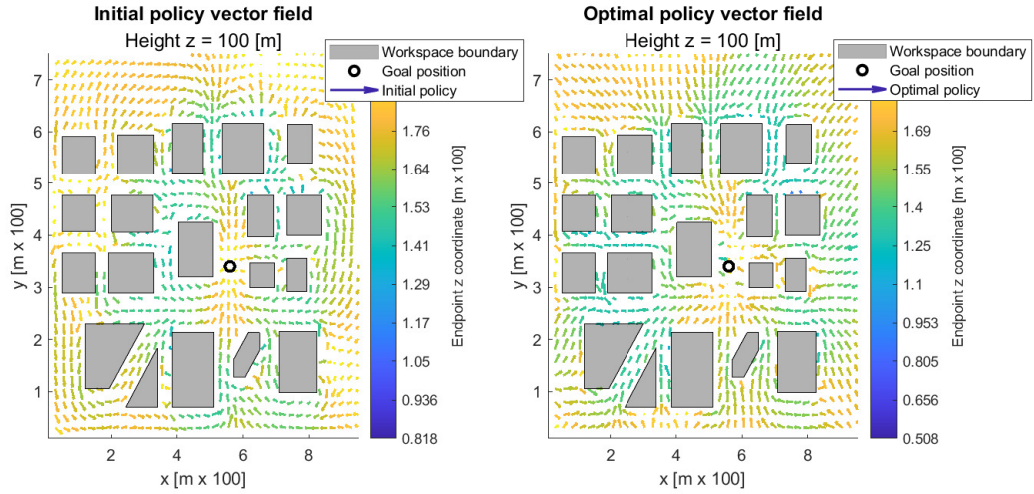 Initial policy vector field
Height z = 100 [m]
Workspace boundary
Goal position
Initial policy
7
6
5
4
3
2
1
y [m x 100]
2
4
6
8
x [m x 100]
1.76
1.64
1.53
1.41
1.29
1.17
1.05
0.936
0.818
Endpoint z coordinate [m x 100]
Optimal policy vector field
Height z = 100 [m]
Workspace boundary
Goal position
Optimal policy
7
6
5
4
3
2
1
y [m x 100]
2
4
6
8
x [m x 100]
1.69
1.54
1.4
1.25
1.1
0.953
0.805
0.656
0.508
Endpoint z coordinate [m x 100]